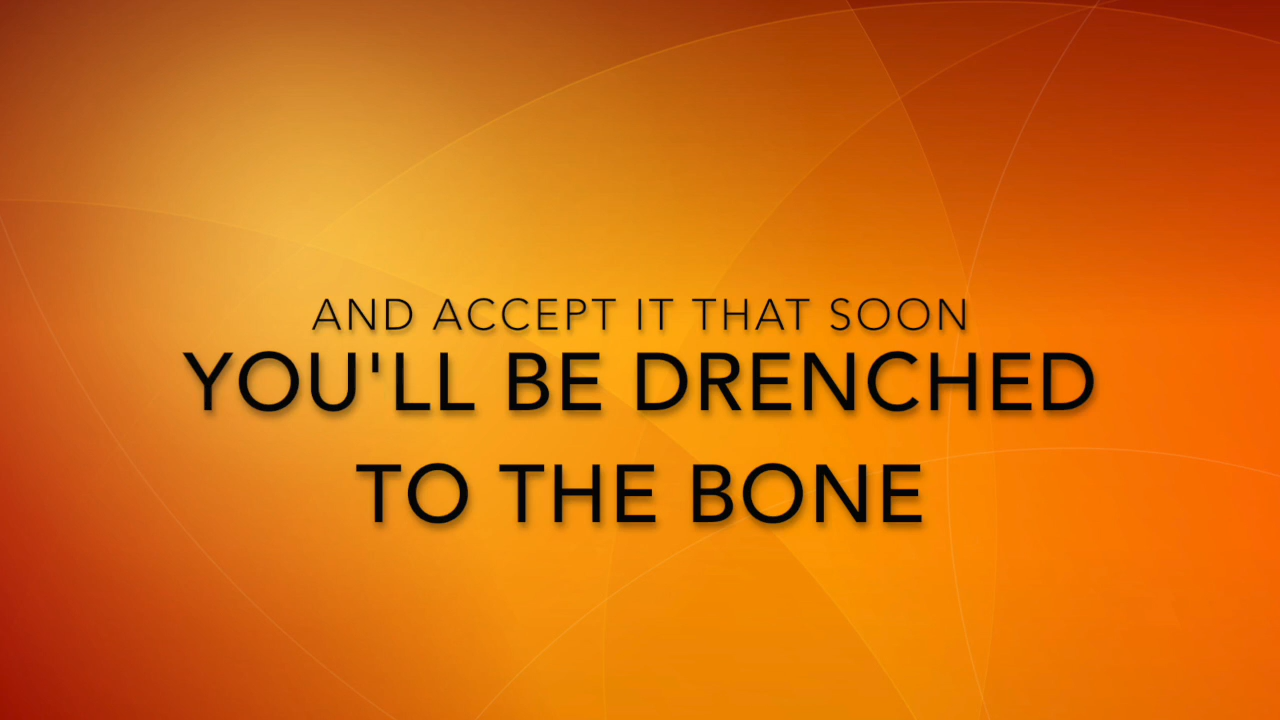 AND ACCEPT IT THAT SOON
YOU'LL BE DRENCHED
TO THE BONE